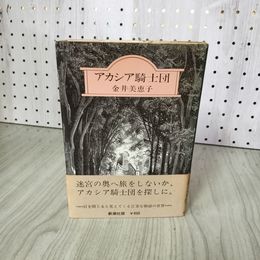 アカシア騎士団
金井美恵子
迷宮の奥へ旅をしないか、
アカシア騎士団を探しに。
新潮社版